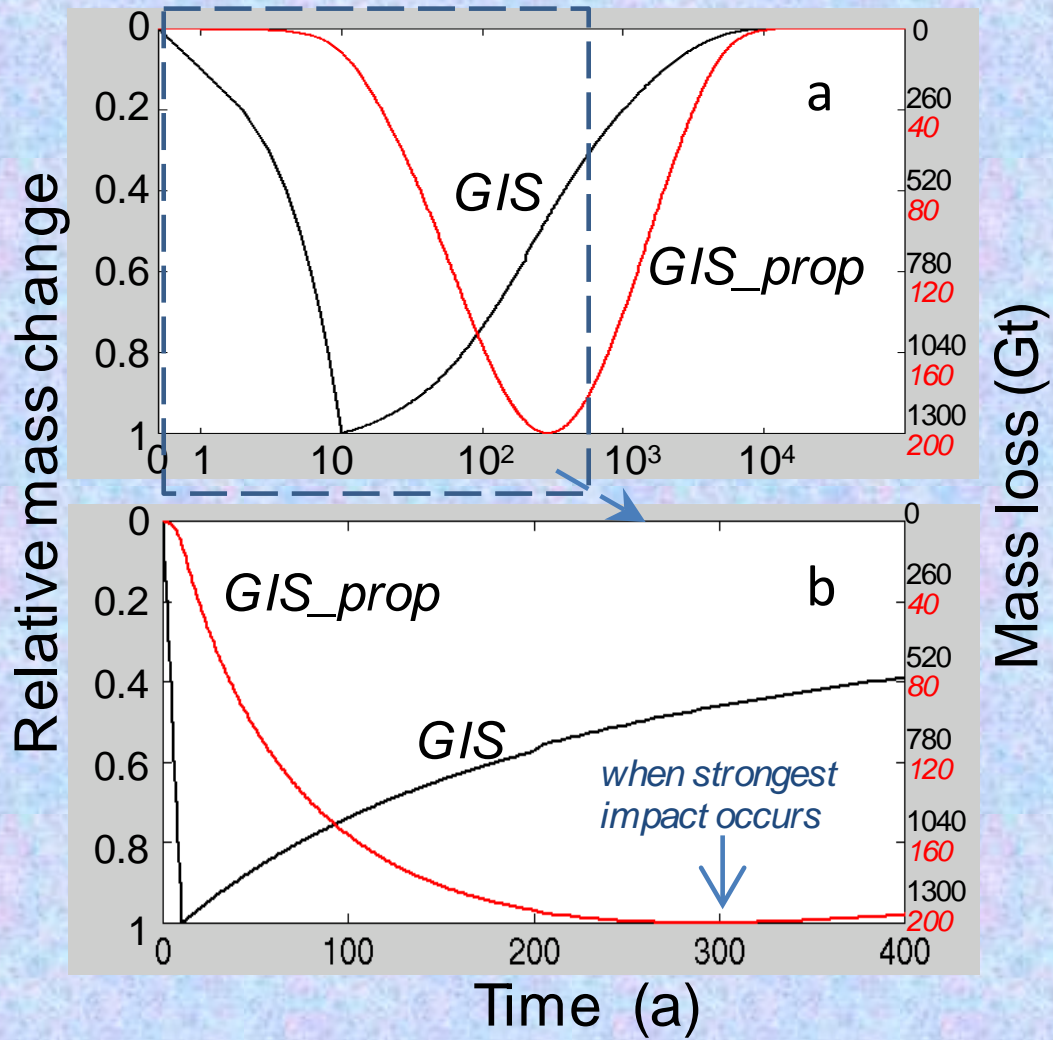 Relative mass change
Mass loss (Gt)
0
0.2
0.4
0.6
0.8
1
a
GIS
GIS_prop
0
260
40
520
80
780
120
1040
160
1300
200
0 1 10 10² 10³ 10⁴
0
0.2
0.4
0.6
0.8
1
b
GIS_prop
GIS
when strongest
impact occurs
0
260
40
520
80
780
120
1040
160
1300
200
0 100 200 300 400
Time (a)